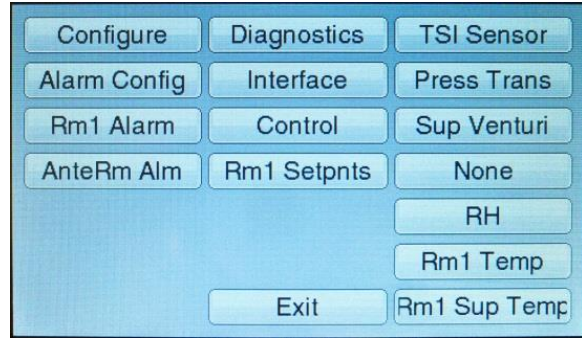 Configure
Diagnostics
TSI Sensor
Alarm Config
Interface
Press Trans
Rm1 Alarm
Control
Sup Venturi
AnteRm Alm
Rm1 Setpnts
None
RH
Rm1 Temp
Exit
Rm1 Sup Temp